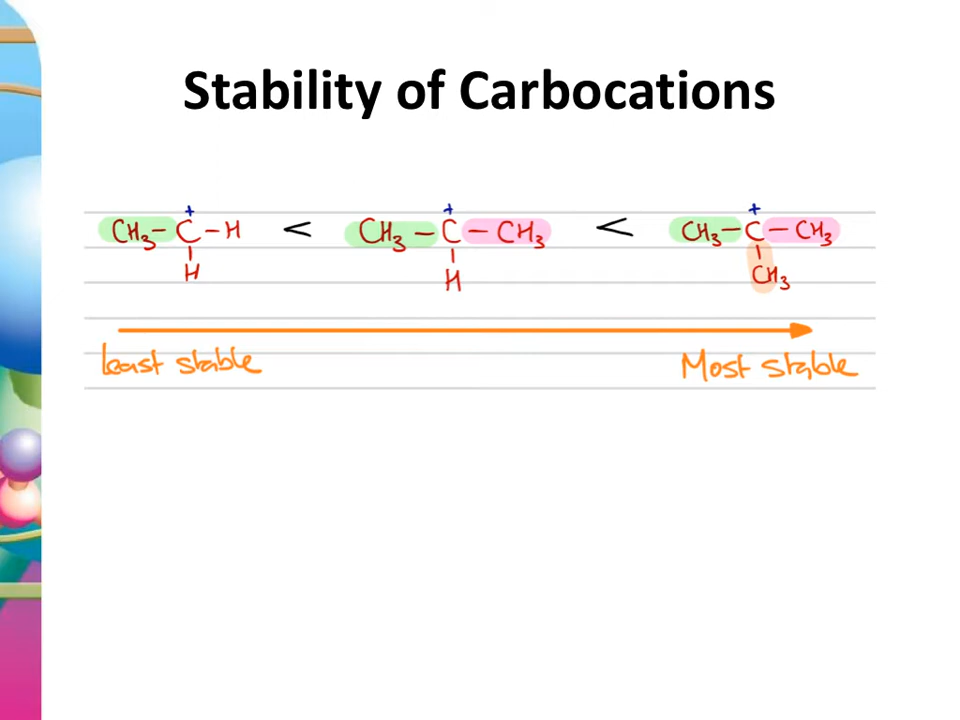 Stability of Carbocations
+ + +
CH₃–C–H < CH₃–C–CH₃ < CH₃–C–CH₃
H H CH₃
Least stable Most stable